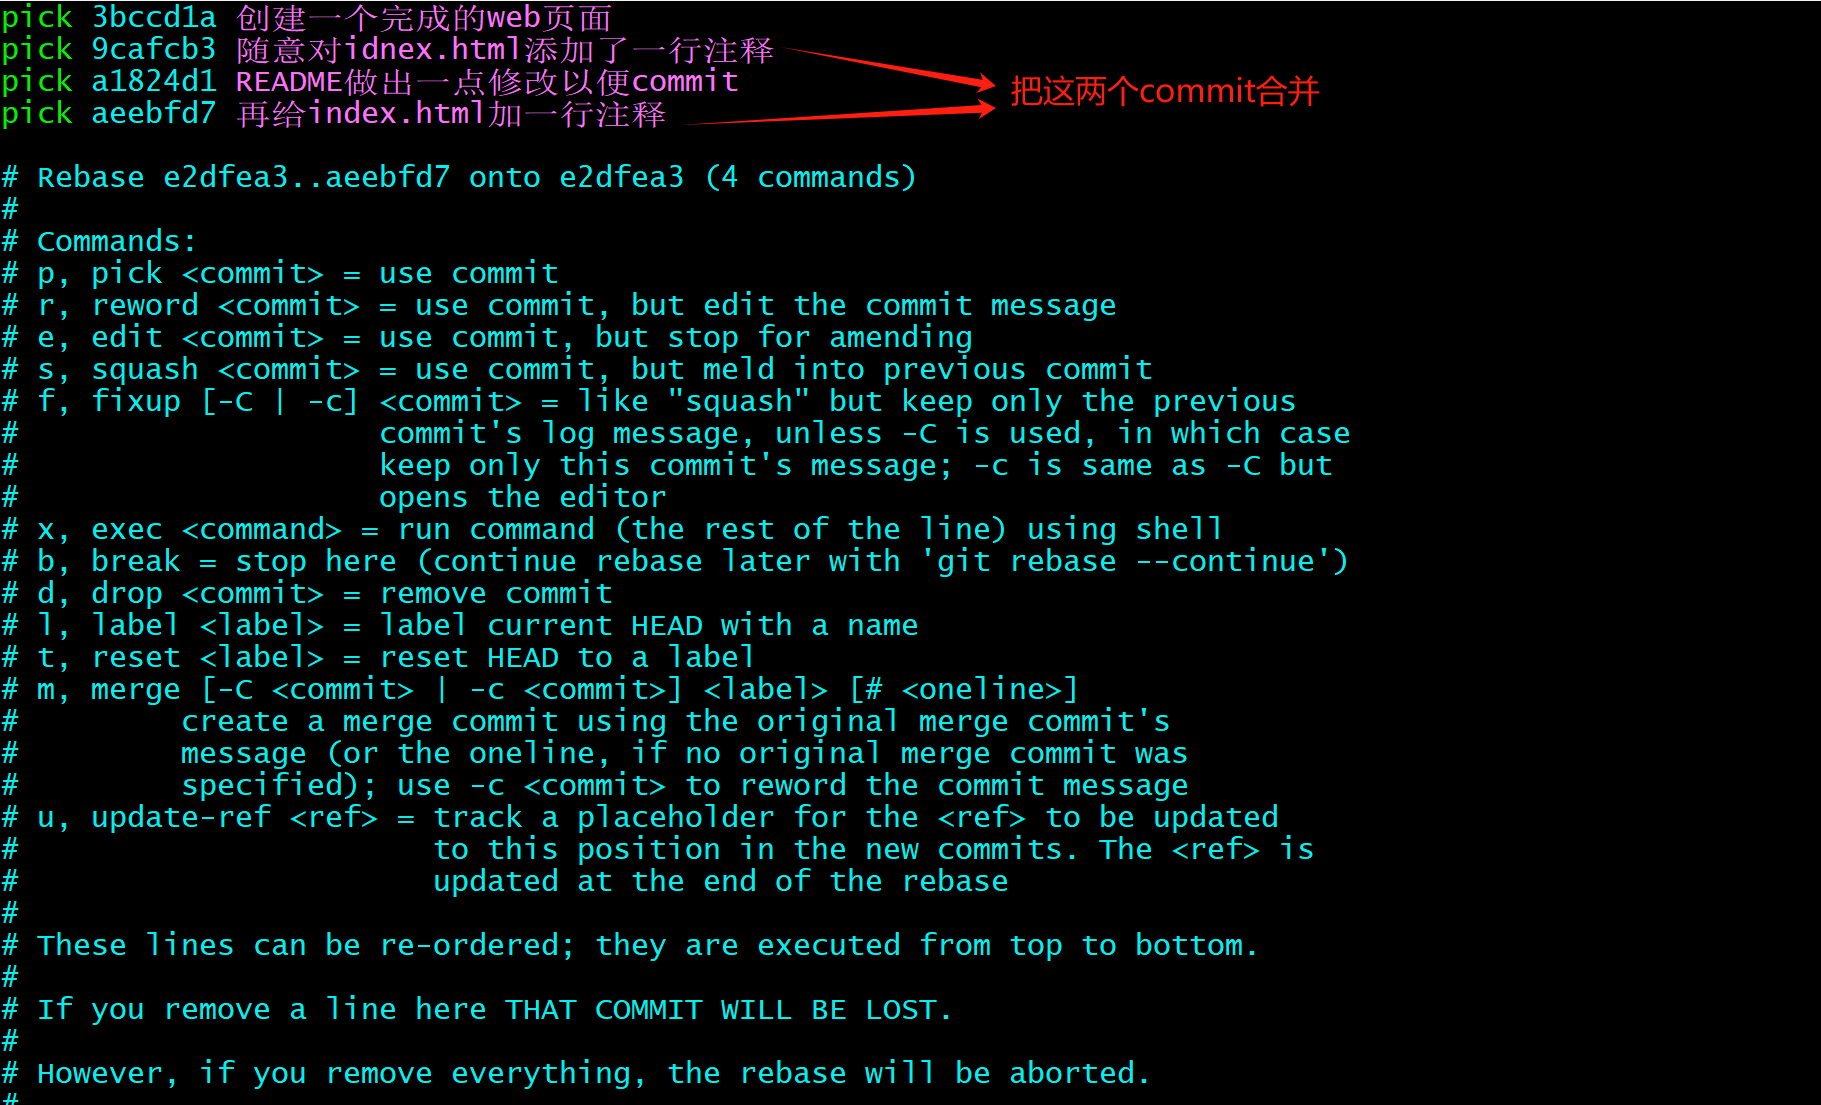 pick 3bccd1a 创建一个完成的web页面
pick 9cafcb3 随意对idnex.html添加了一行注释
pick a1824d1 README做出一点修改以便commit
把这两个commit合并
pick aeebfd7 再给index.html加一行注释
# Rebase e2dfea3..aeebfd7 onto e2dfea3 (4 commands)
#
# Commands:
# p, pick <commit> = use commit
# r, reword <commit> = use commit, but edit the commit message
# e, edit <commit> = use commit, but stop for amending
# s, squash <commit> = use commit, but meld into previous commit
# f, fixup [-C | -c] <commit> = like "squash" but keep only the previous
#                    commit's log message, unless -C is used, in which case
#                    keep only this commit's message; -c is same as -C but
#                    opens the editor
# x, exec <command> = run command (the rest of the line) using shell
# b, break = stop here (continue rebase later with 'git rebase --continue')
# d, drop <commit> = remove commit
# l, label <label> = label current HEAD with a name
# t, reset <label> = reset HEAD to a label
# m, merge [-C <commit> | -c <commit>] <label> [# <oneline>]
#         create a merge commit using the original merge commit's
#         message (or the oneline, if no original merge commit was
#         specified); use -c <commit> to reword the commit message
# u, update-ref <ref> = track a placeholder for the <ref> to be updated
#                       to this position in the new commits. The <ref> is
#                       updated at the end of the rebase
#
# These lines can be re-ordered; they are executed from top to bottom.
#
# If you remove a line here THAT COMMIT WILL BE LOST.
#
# However, if you remove everything, the rebase will be aborted.
#